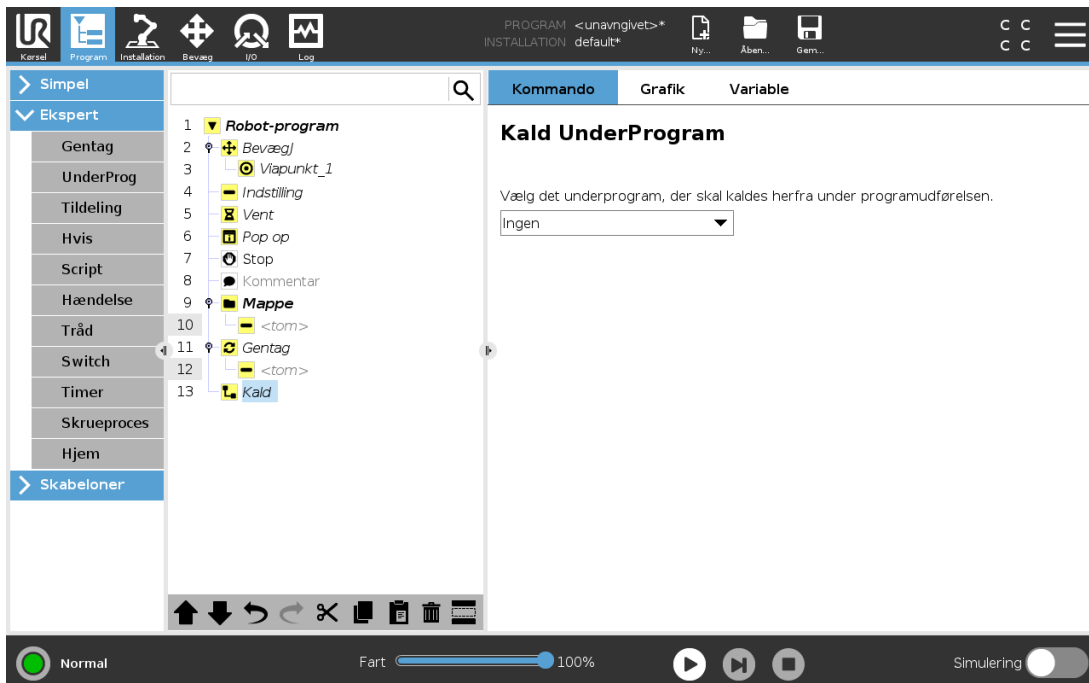 PROGRAM <unavngivet>*
INSTALLATION default*
UR
Kørsel
Program
Installation
Bevæg
I/O
Log
Ny...
Åben...
Gem...
C C
C C
Simpel
Ekspert
Gentag
UnderProg
Tildeling
Hvis
Script
Hændelse
Tråd
Switch
Timer
Skrueproces
Hjem
Skabeloner
1 Robot-program
2 BevægJ
3 Viapunkt_1
4 Indstilling
5 Vent
6 Pop op
7 Stop
8 Kommentar
9 Mappe
10 <tom>
11 Gentag
12 <tom>
13 Kald
Kommando
Grafik
Variable
Kald UnderProgram
Vælg det underprogram, der skal kaldes herfra under programudførelsen.
Ingen
Normal
Fart
100%
Simulering